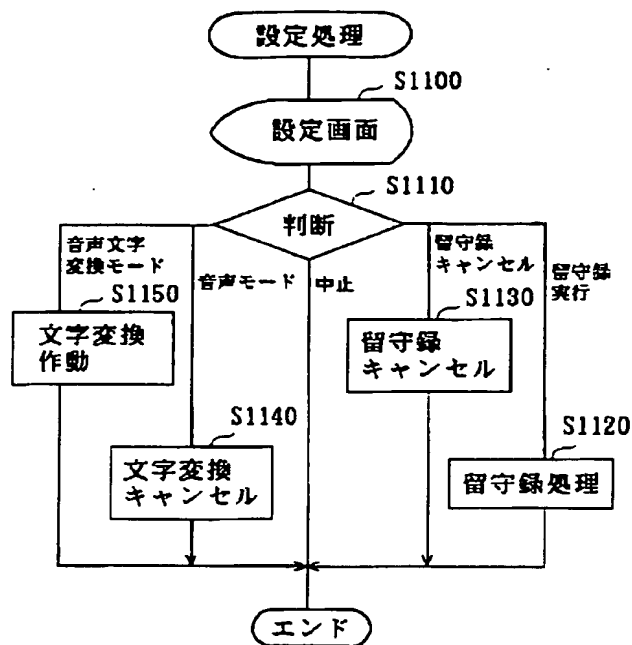 設定処理
S1100
設定画面
S1110
判断
音声文字
変換モード
音声モード
中止
留守録
キャンセル
留守録
実行
S1150
文字変換
作動
S1130
留守録
キャンセル
S1140
文字変換
キャンセル
S1120
留守録処理
エンド